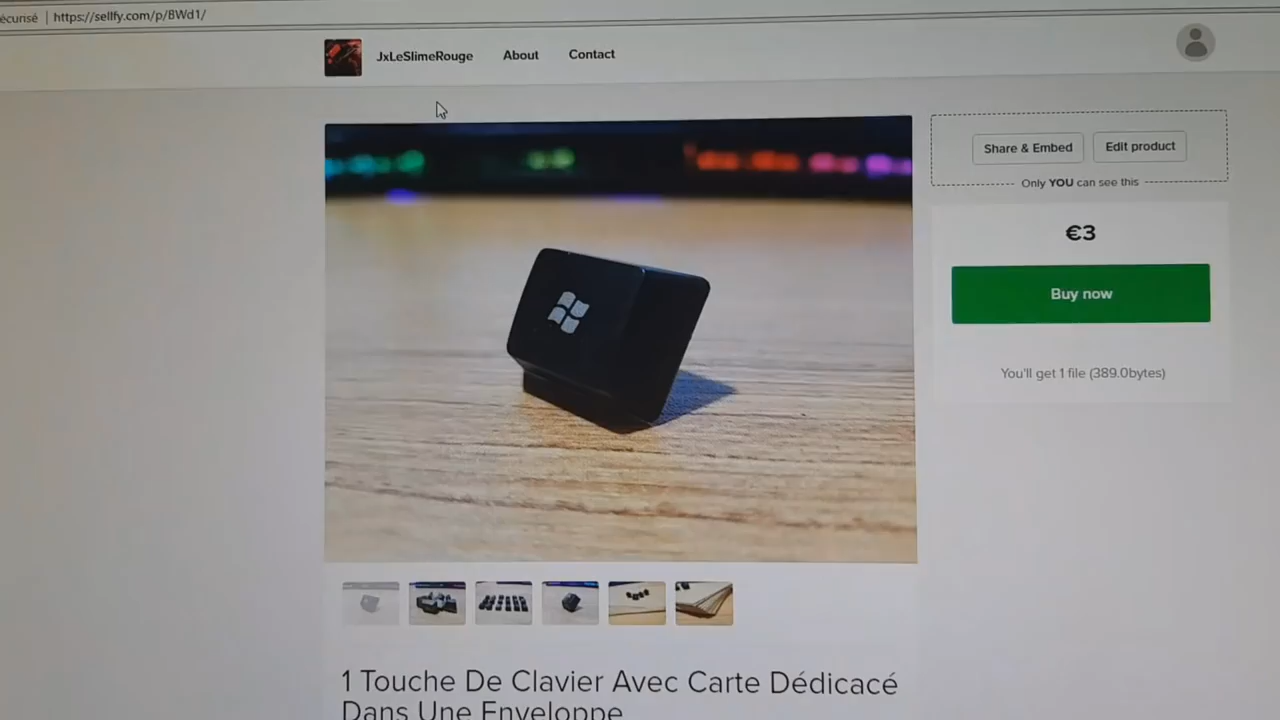 écurisé | https://sellfy.com/p/8Wd1/
JxLeSlimeRouge About Contact
Share & Embed Edit product
Only YOU can see this
€3
Buy now
You'll get 1 file (389.0bytes)
1 Touche De Clavier Avec Carte Dédicacé
Dans Une Enveloppe